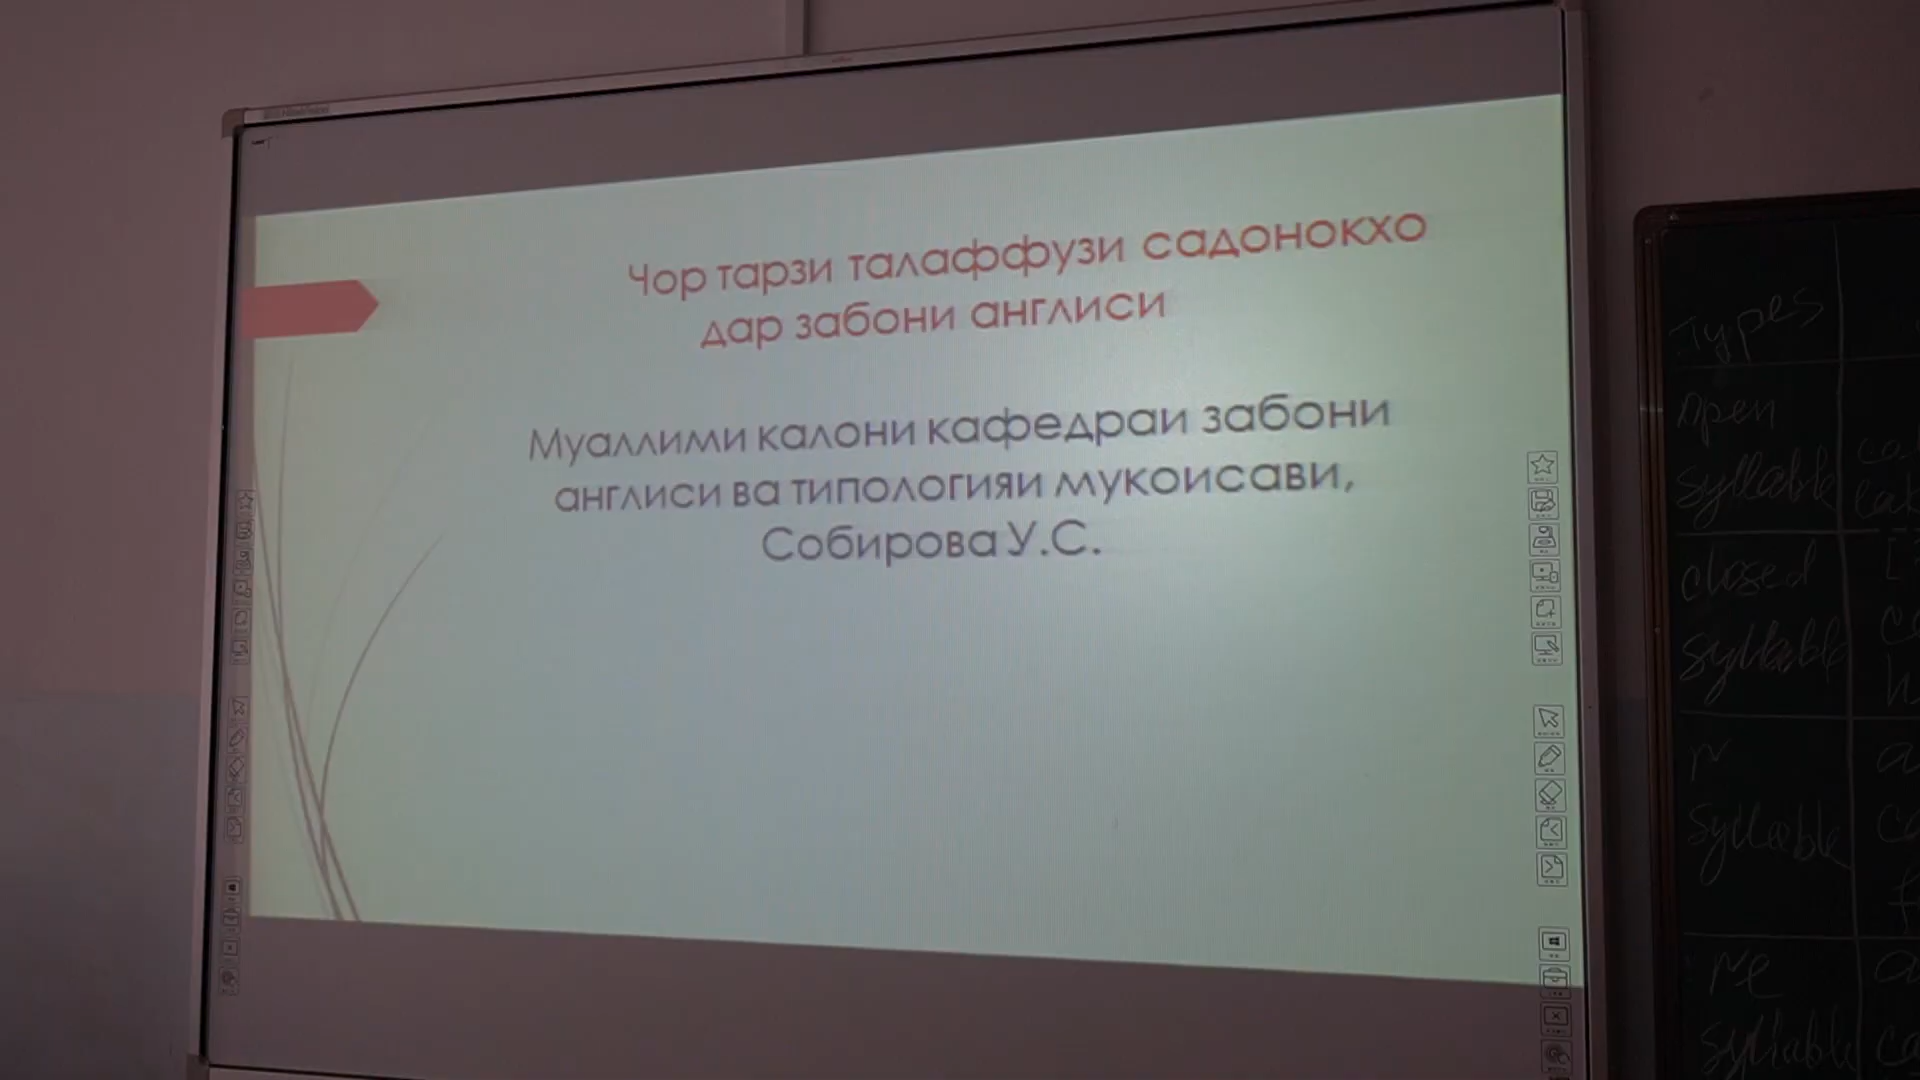 Чор тарзи талаффузи садонокхо
дар забони англиси
Муаллими калони кафедраи забони
англиси ва типологияи мукоисави,
Собирова У.С.
Types
open
syllable
closed
syllable
r
syllable
re
syllable